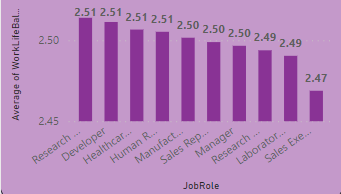 Average of WorkLifeBal...
2.50
2.45
2.51 2.51 2.51 2.51 2.50 2.50 2.50 2.49 2.49 2.47
Research ...
Developer
Healthcar...
Human R...
Manufact...
Sales Rep...
Manager
Research ...
Laborator...
Sales Exe...
JobRole